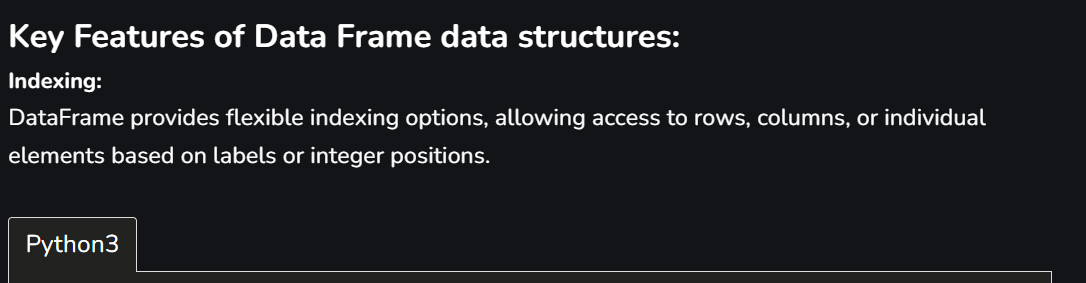 Key Features of Data Frame data structures:
Indexing:
DataFrame provides flexible indexing options, allowing access to rows, columns, or individual
elements based on labels or integer positions.
Python3